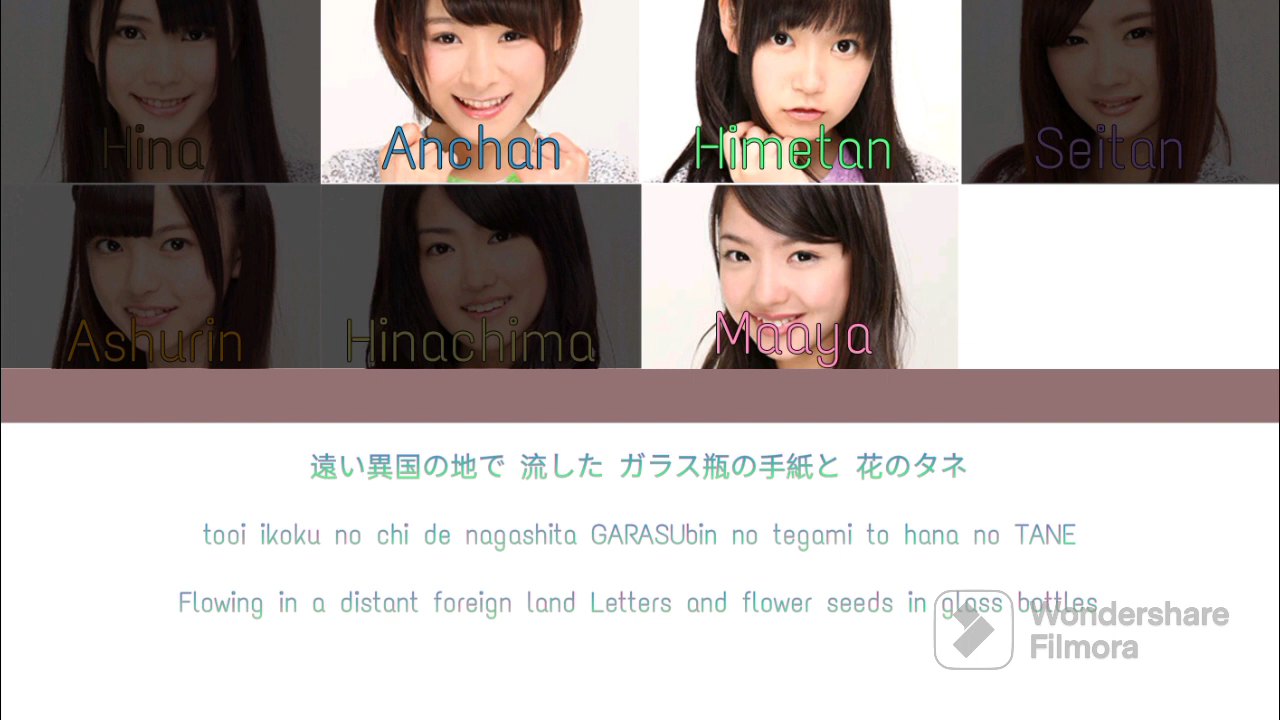 Hina
Anchan
Himetan
Seitan
Ashurin
Hinachima
Maaya
遠い異国の地で 流した ガラス瓶の手紙と 花のタネ
tooi ikoku no chi de nagashita GARASUbin no tegami to hana no TANE
Flowing in a distant foreign land Letters and flower seeds in glass bottles
Wondershare
Filmora